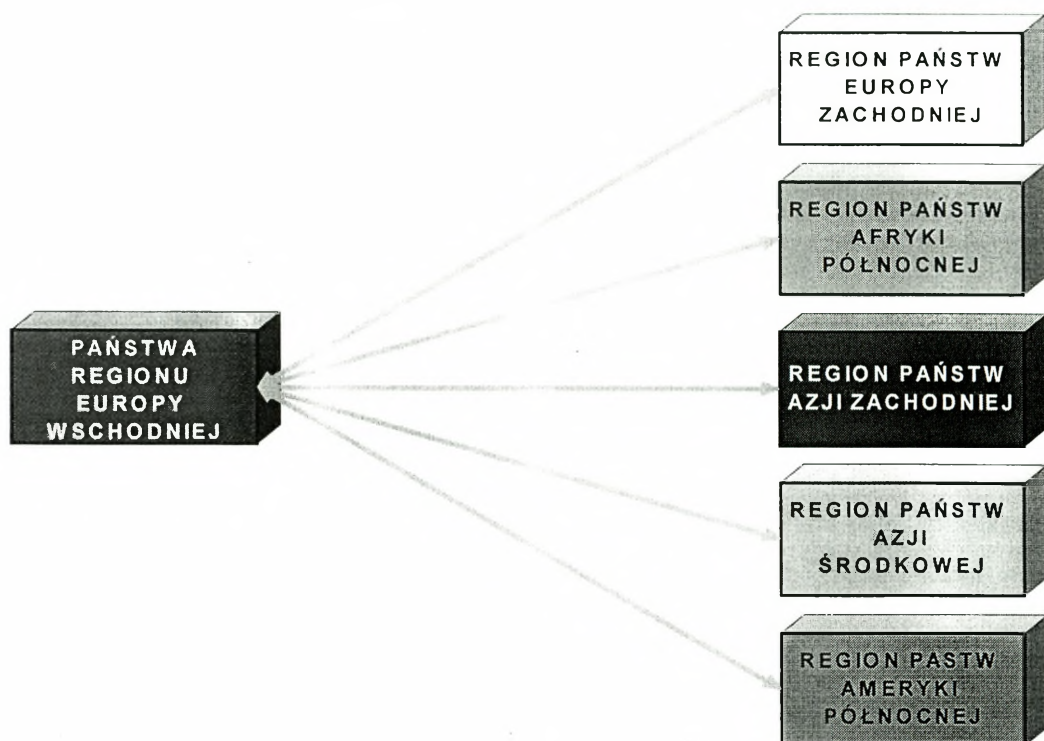 REGION PAŃSTW
EUROPY
ZACHODNIEJ
REGION PAŃSTW
AFRYKI
PÓŁNOCNEJ
PAŃSTWA
REGIONU
EUROPY
WSCHODNIEJ
REGION PAŃSTW
AZJI ZACHODNIEJ
REGION PAŃSTW
AZJI
ŚRODKOWEJ
REGION PASTW
AMERYKI
PÓŁNOCNEJ